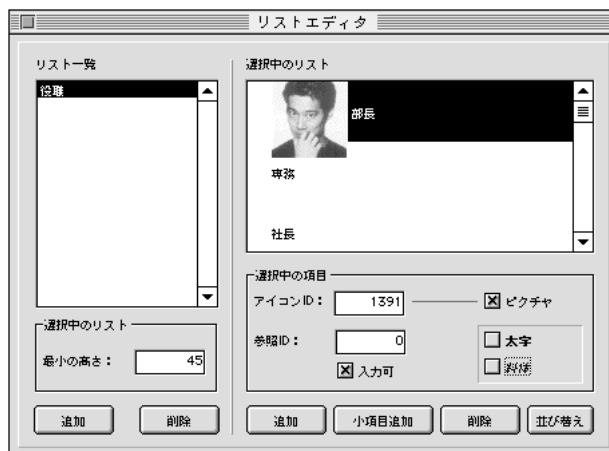 リストエディタ
リスト一覧
役職
選択中のリスト
最小の高さ： 45
追加 削除
選択中のリスト
部長
専務
社長
選択中の項目
アイコンID： 1391 ピクチャ
参照ID： 0 太字
入力可 斜体
追加 小項目追加 削除 並び替え